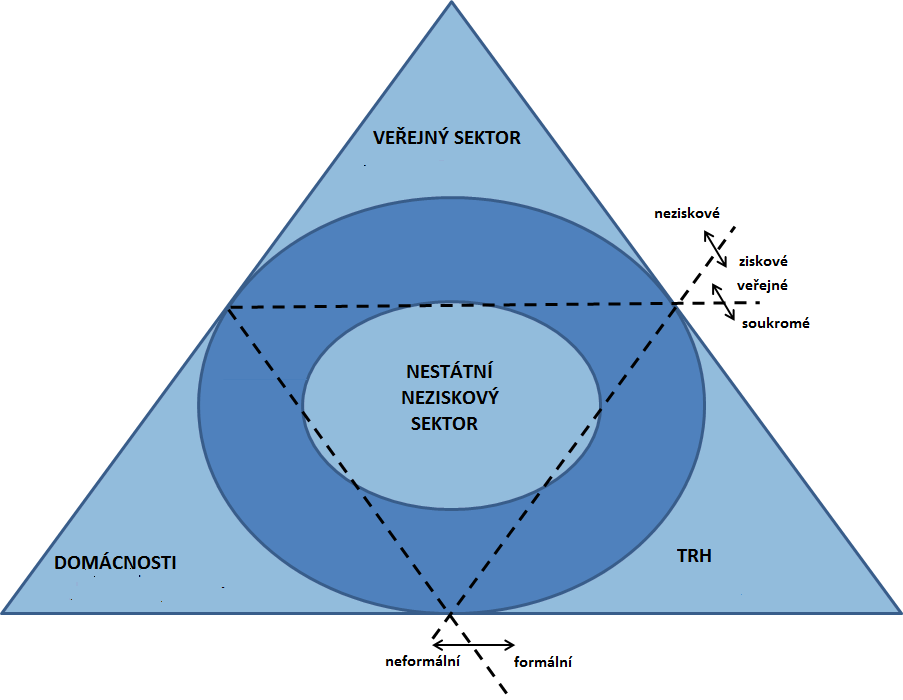 VEŘEJNÝ SEKTOR
neziskové
ziskové
veřejné
soukromé
NESTÁTNÍ
NEZISKOVÝ
SEKTOR
DOMÁCNOSTI
TRH
neformální
formální